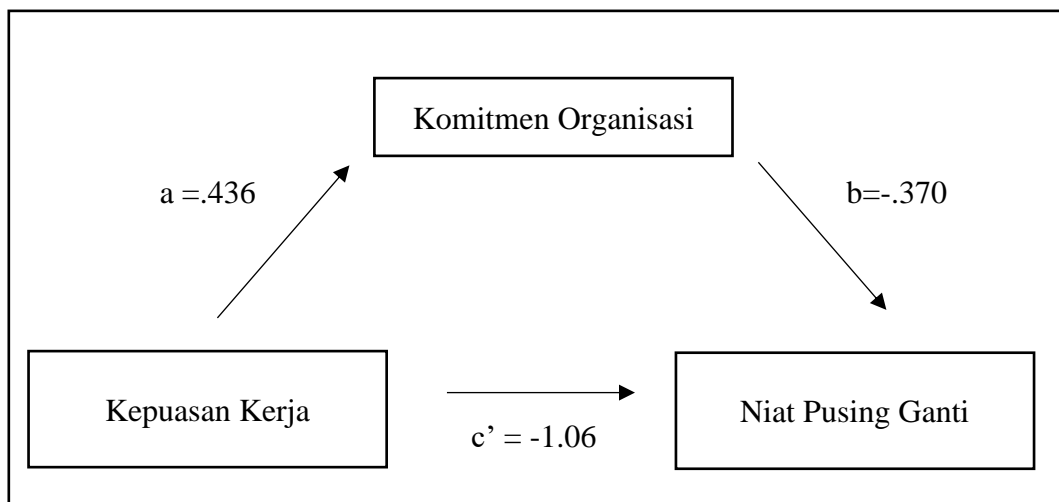 Komitmen Organisasi
a =.436
b=-.370
Kepuasan Kerja
Niat Pusing Ganti
c’ = -1.06